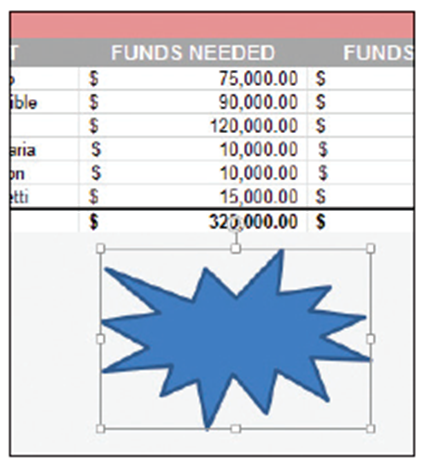 T FUNDS NEEDED FUNDS
$ 75,000.00 $
ible $ 90,000.00 $
$ 120,000.00 $
aria $ 10,000.00 $
on $ 10,000.00 $
etti $ 15,000.00 $
$ 320,000.00 $